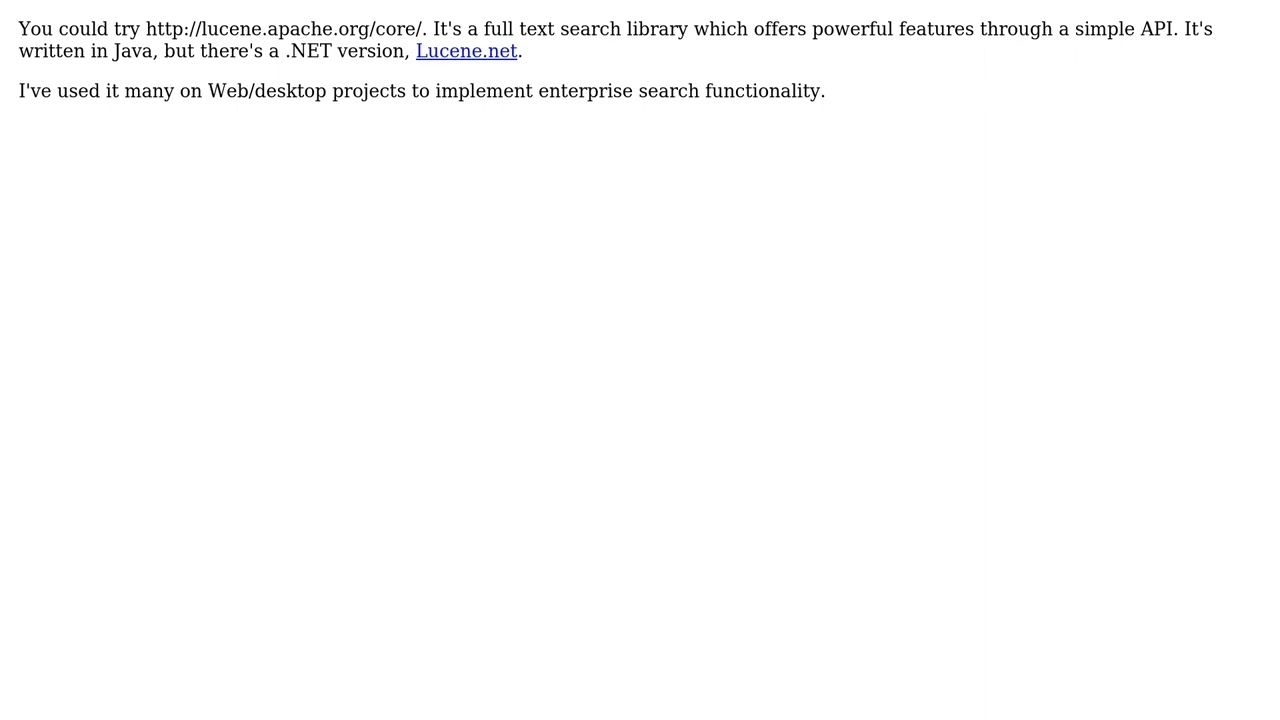 You could try http://lucene.apache.org/core/. It's a full text search library which offers powerful features through a simple API. It's
written in Java, but there's a .NET version, Lucene.net.
I've used it many on Web/desktop projects to implement enterprise search functionality.